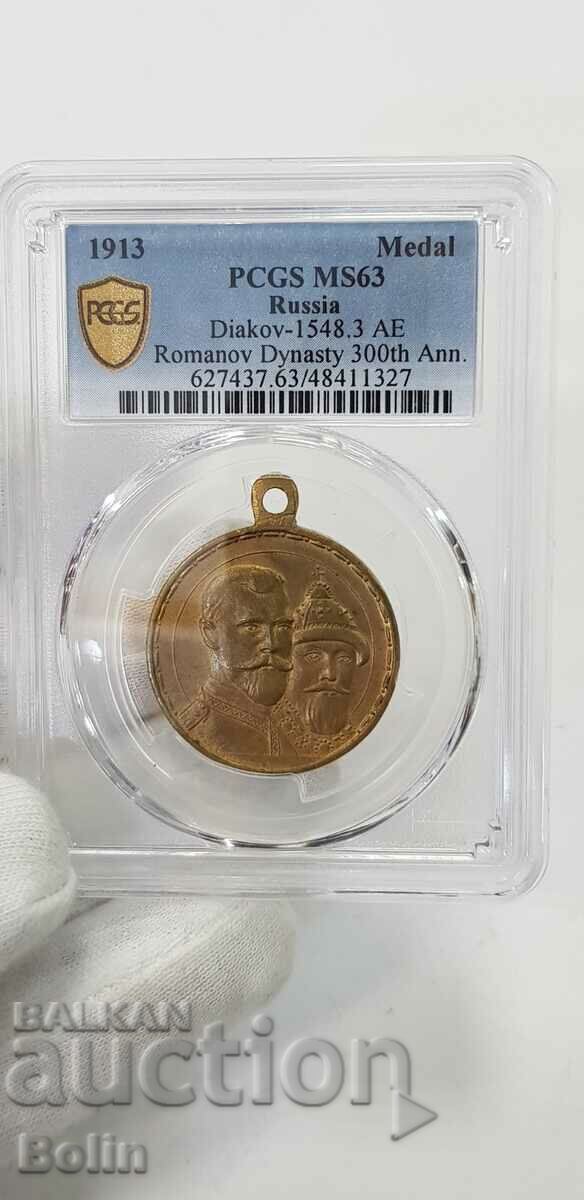 1913 Medal
PCGS MS63
Russia
PCGS
Diakov-1548.3 AE
Romanov Dynasty 300th Ann.
627437.63/48411327
BALKAN
auction
Bolin